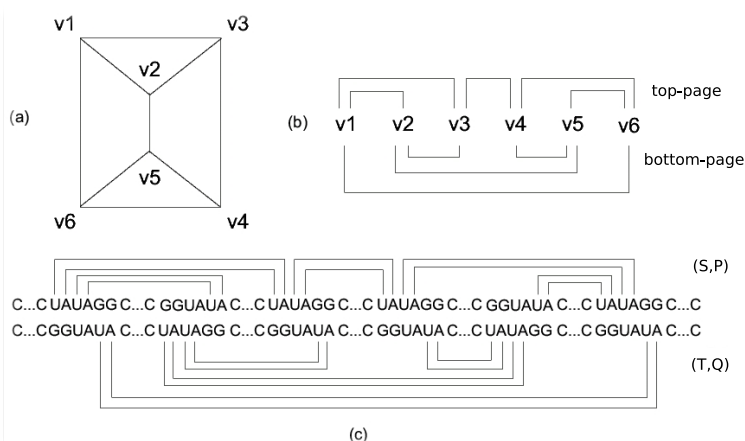 v1 v3
v2
(a)
v5
v6 v4
top-page
(b) v1 v2 v3 v4 v5 v6
bottom-page
(S,P)
C...C UAUAGG C...C GGUAUA C...C UAUAGG C...C UAUAGG C...C GGUAUA C...C UAUAGG C...C
C...C GGUAUA C...C UAUAGG C...C GGUAUA C...C GGUAUA C...C UAUAGG C...C GGUAUA C...C
(T,Q)
(c)